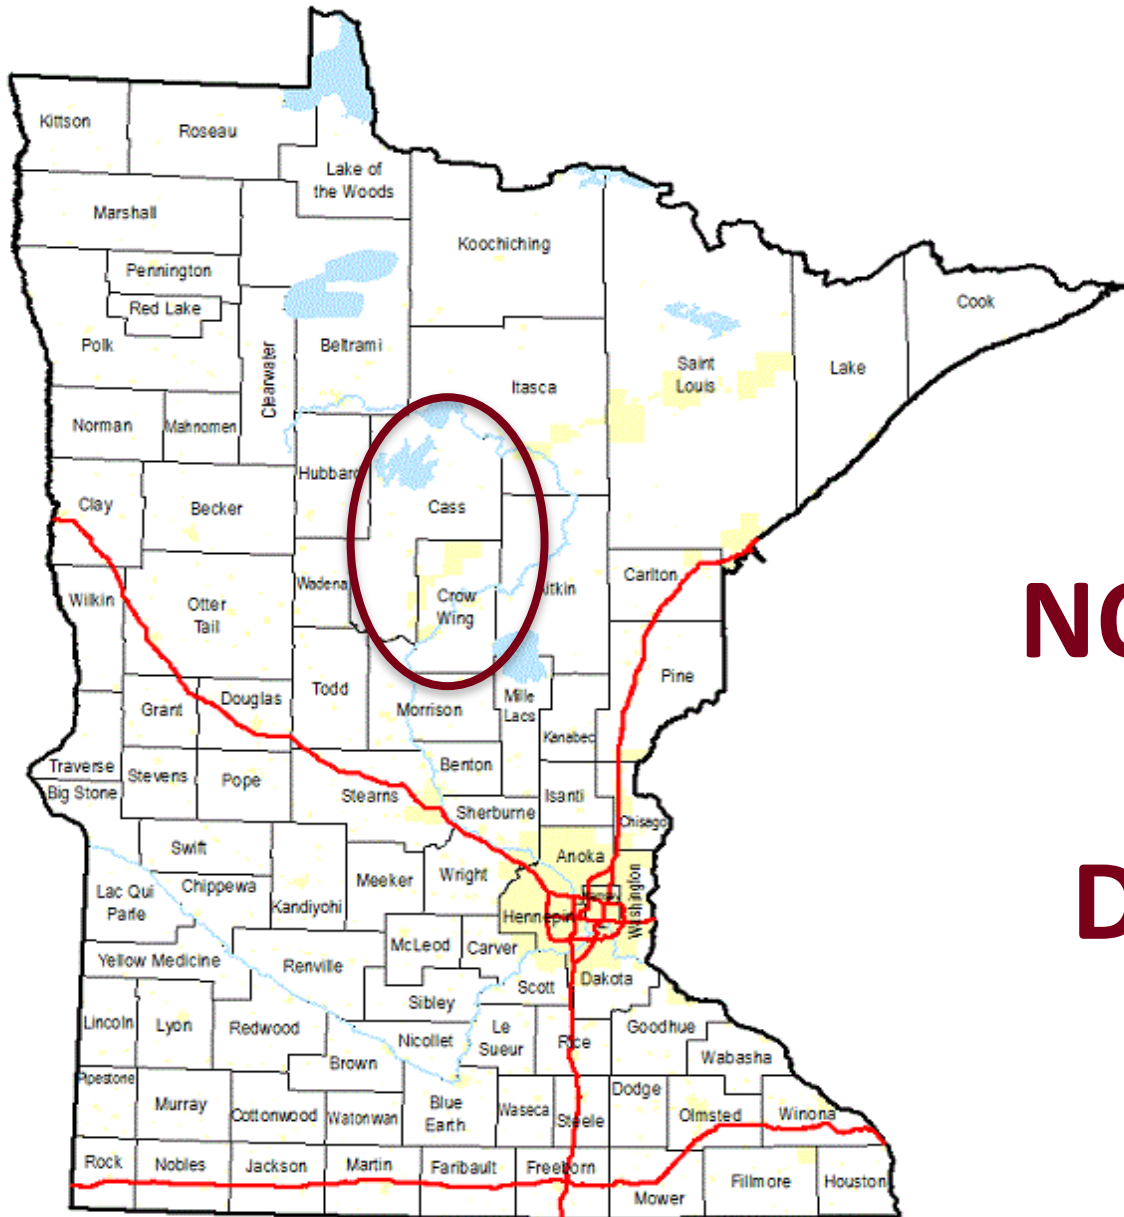 Kittson
Roseau
Lake of
the Woods
Marshall
Koochiching
Pennington
Red Lake
Cook
Polk
Beltrami
Clearwater
Saint
Louis
Lake
Itasca
Norman
Mahnomen
Hubbard
Clay
Becker
Cass
Wadena
Crow
Wing
itkin
Carlton
Wilkin
Otter
Tail
NO
Pine
Todd
Grant
Douglas
Morrison
Mille
Lacs
Kanabec
Traverse
Stevens
Pope
Benton
Big Stone
Stearns
Isanti
Sherburne
Chisago
Swift
Anoka
Meeker
Wright
Chippewa
Lac Qui
Parle
Kandiyohi
Hennepin
Washington
D
McLeod
Carver
Yellow Medicine
Renville
Scott
Dakota
Sibley
Lincoln
Lyon
Redwood
Nicollet
Le
Sueur
Rice
Goodhue
Brown
Wabasha
Pipestone
Murray
Cottonwood
Watonwan
Blue
Earth
Waseca
Steele
Dodge
Olmsted
Winona
Rock
Nobles
Jackson
Martin
Faribault
Freeborn
Mower
Fillmore
Houston